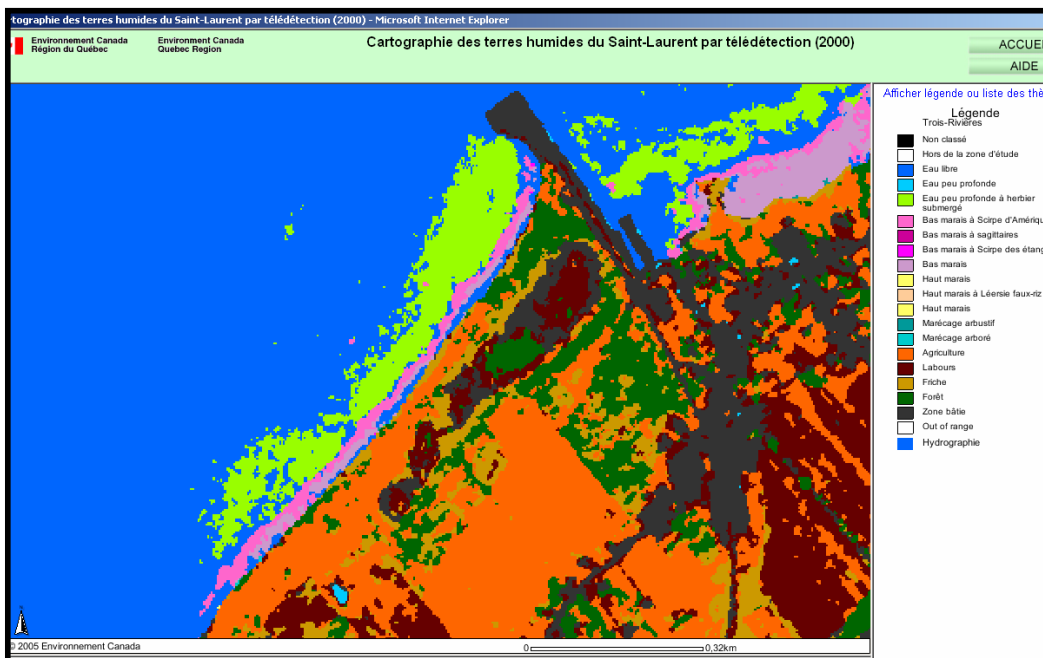 tographie des terres humides du Saint-Laurent par télédétection (2000) - Microsoft Internet Explorer
Environnement Canada
Région du Québec
Environment Canada
Quebec Region
Cartographie des terres humides du Saint-Laurent par télédétection (2000)
ACCUEI
AIDE
Afficher légende ou liste des thè
Légende
Trois-Rivières
Non classé
Hors de la zone d'étude
Eau libre
Eau peu profonde
Eau peu profonde à herbier
submergé
Bas marais à Scirpe d'Amériqu
Bas marais à sagittaires
Bas marais à Scirpe des étang
Bas marais
Haut marais
Haut marais à Léersie faux-riz
Haut marais
Marécage arbustif
Marécage arboré
Agriculture
Labours
Friche
Forêt
Zone bâtie
Out of range
Hydrographie
© 2005 Environnement Canada
0 0,32km